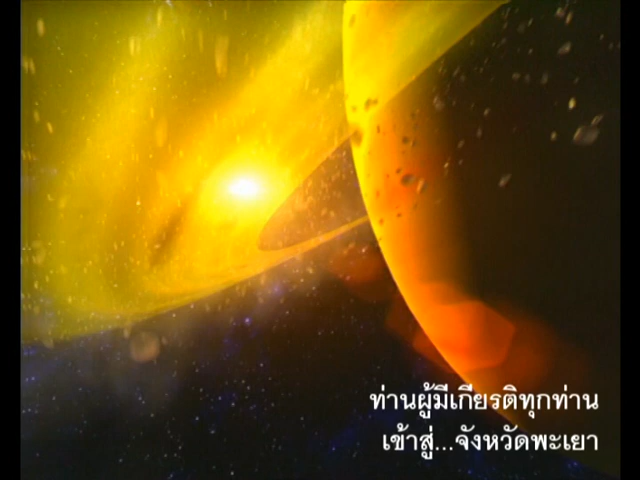 ท่านผู้มีเกียรติทุกท่าน
เข้าสู่...จังหวัดพะเยา